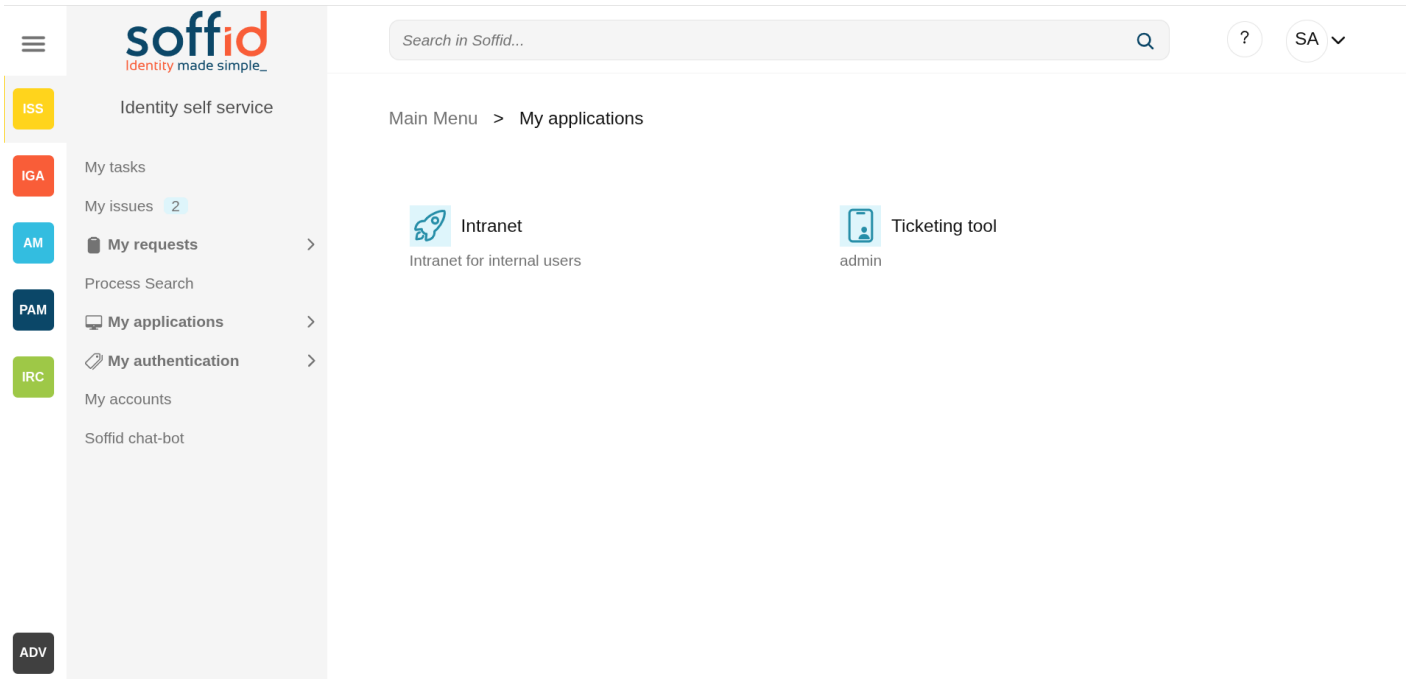 soffid
Identity made simple_
Search in Soffid...
?
SA
ISS
IGA
AM
PAM
IRC
ADV
Identity self service
My tasks
My issues 2
My requests
Process Search
My applications
My authentication
My accounts
Soffid chat-bot
Main Menu > My applications
Intranet
Intranet for internal users
Ticketing tool
admin